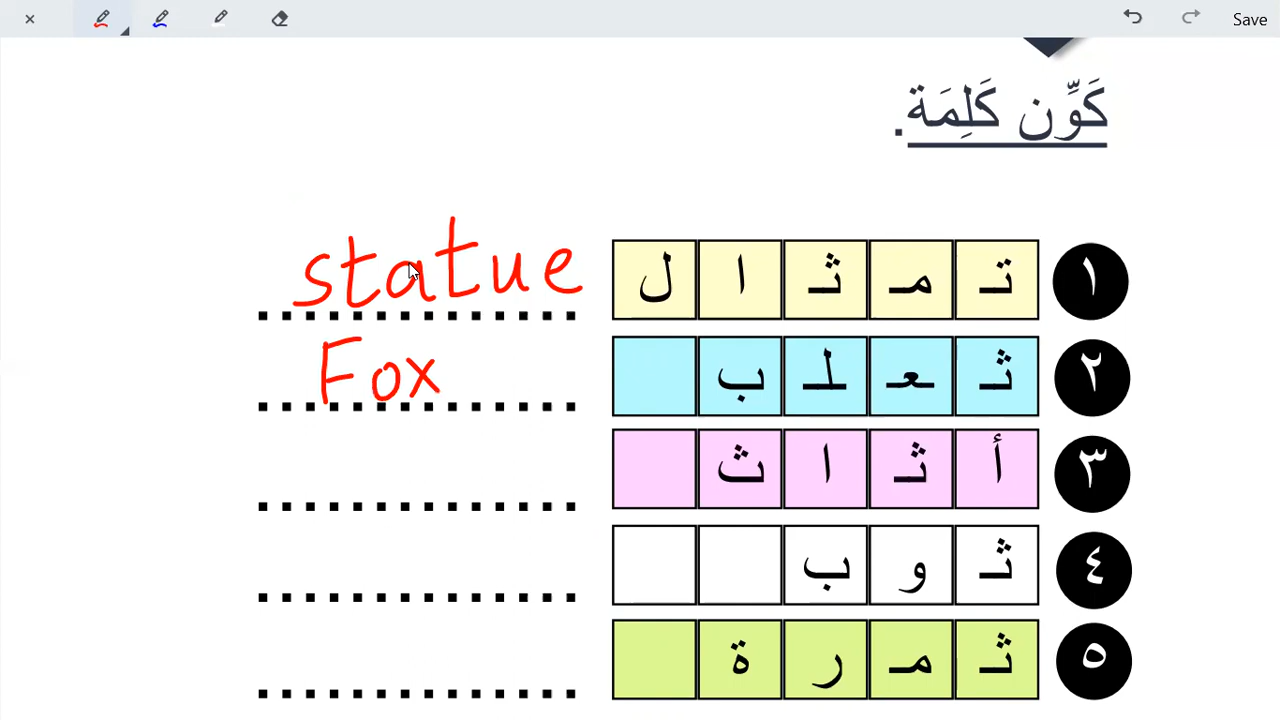 Save
كَوِّن كَلِمَة.
١ تـ مـ ثـ ا ل statue
٢ ثـ عـ لـ ب Fox
٣ أ ثـ ا ث
٤ ثـ و ب
٥ ثـ مـ ر ة